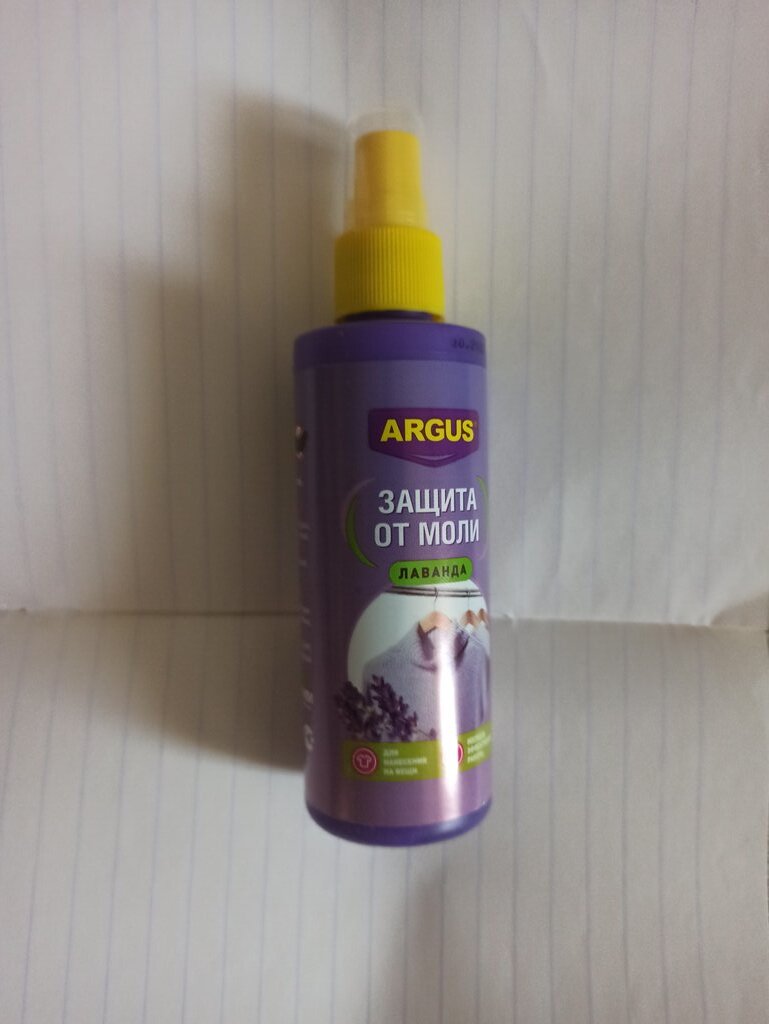 ARGUS
ЗАЩИТА
ОТ МОЛИ
ЛАВАНДА
ДЛЯ
НАНЕСЕНИЯ
НА ВЕЩИ